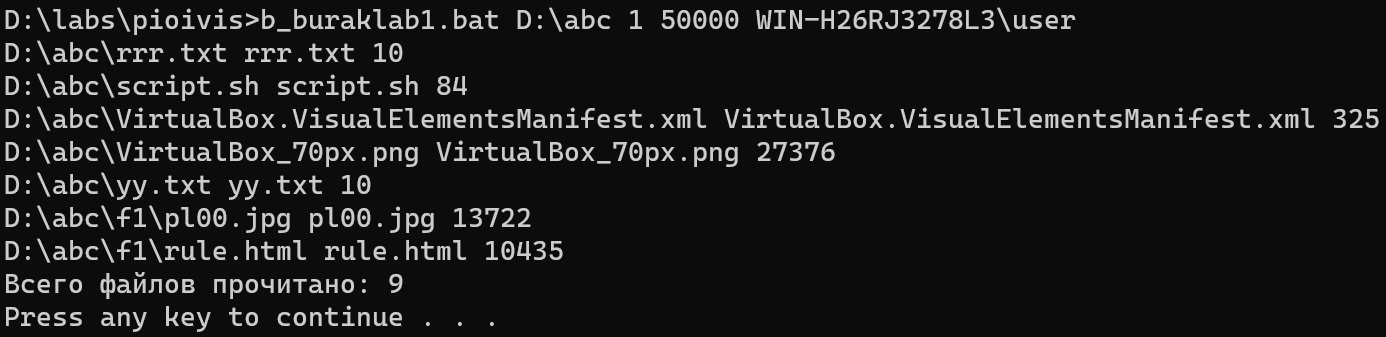 D:\labs\pioivis>b_buraklab1.bat D:\abc 1 50000 WIN-H26RJ3278L3\user
D:\abc\rrr.txt rrr.txt 10
D:\abc\script.sh script.sh 84
D:\abc\VirtualBox.VisualElementsManifest.xml VirtualBox.VisualElementsManifest.xml 325
D:\abc\VirtualBox_70px.png VirtualBox_70px.png 27376
D:\abc\yy.txt yy.txt 10
D:\abc\f1\pl00.jpg pl00.jpg 13722
D:\abc\f1\rule.html rule.html 10435
Всего файлов прочитано: 9
Press any key to continue . . .